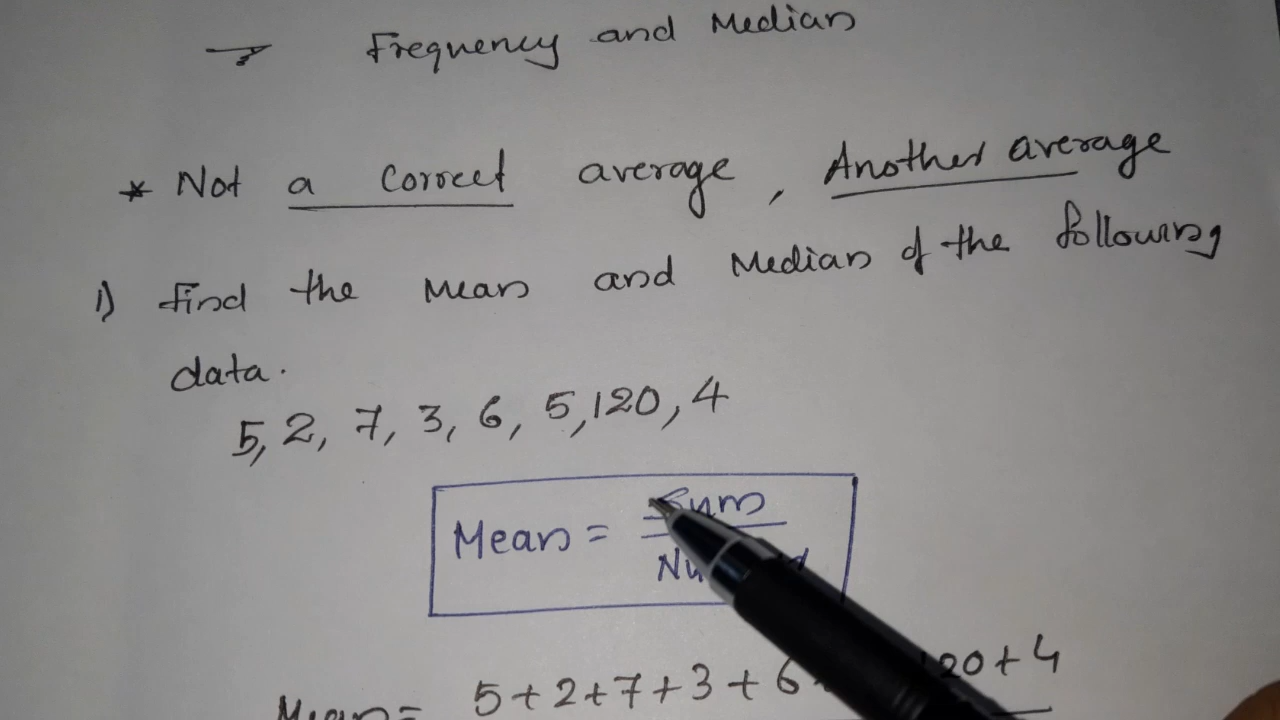 → Frequency and Median
* Not a correct average, Another average
1) find the Mean and Median of the following
data.
5, 2, 7, 3, 6, 5, 120, 4
Mean = Sum
5 + 2 + 7 + 3 + 6 20 + 4
Mean =